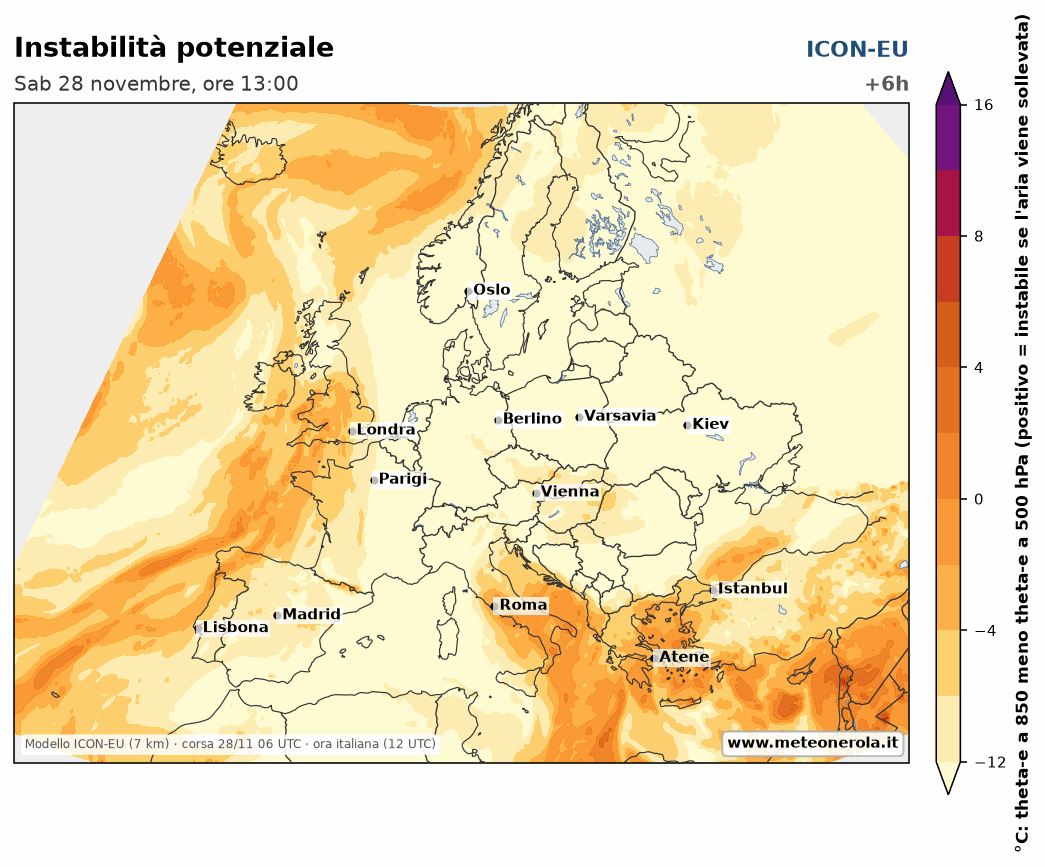 Instabilità potenziale
ICON-EU
Sab 28 novembre, ore 13:00
+6h
16
8
4
0
−4
−12
°C: theta-e a 850 meno theta-e a 500 hPa (positivo = instabile se l'aria viene sollevata)
Oslo
Berlino
Varsavia
Kiev
Londra
Parigi
Vienna
Istanbul
Roma
Madrid
Lisbona
Atene
Modello ICON-EU (7 km) · corsa 28/11 06 UTC · ora italiana (12 UTC)
www.meteonerola.it